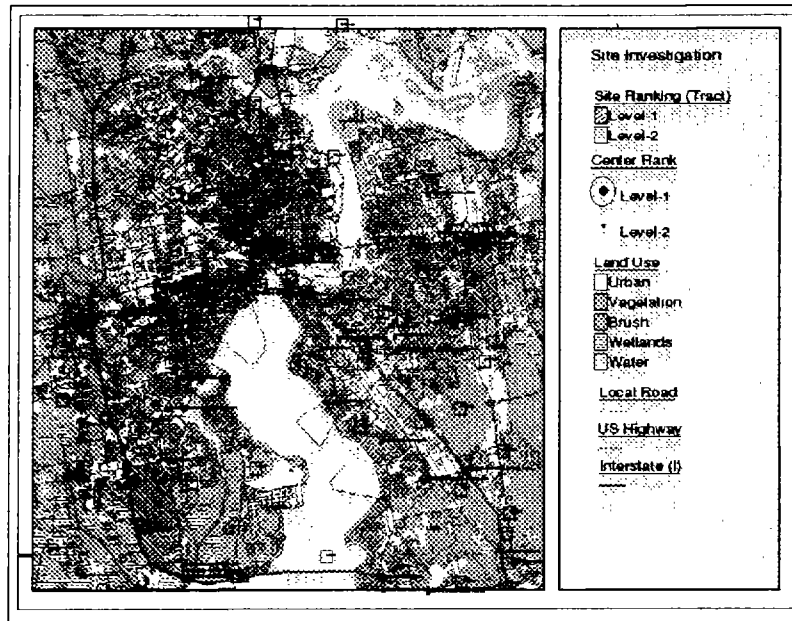 Site Investigation
Site Ranking (Tract)
Level-1
Level-2
Center Rank
Level-1
Level-2
Land Use
Urban
Vegetation
Brush
Wetlands
Water
Local Road
US Highway
Interstate (I)